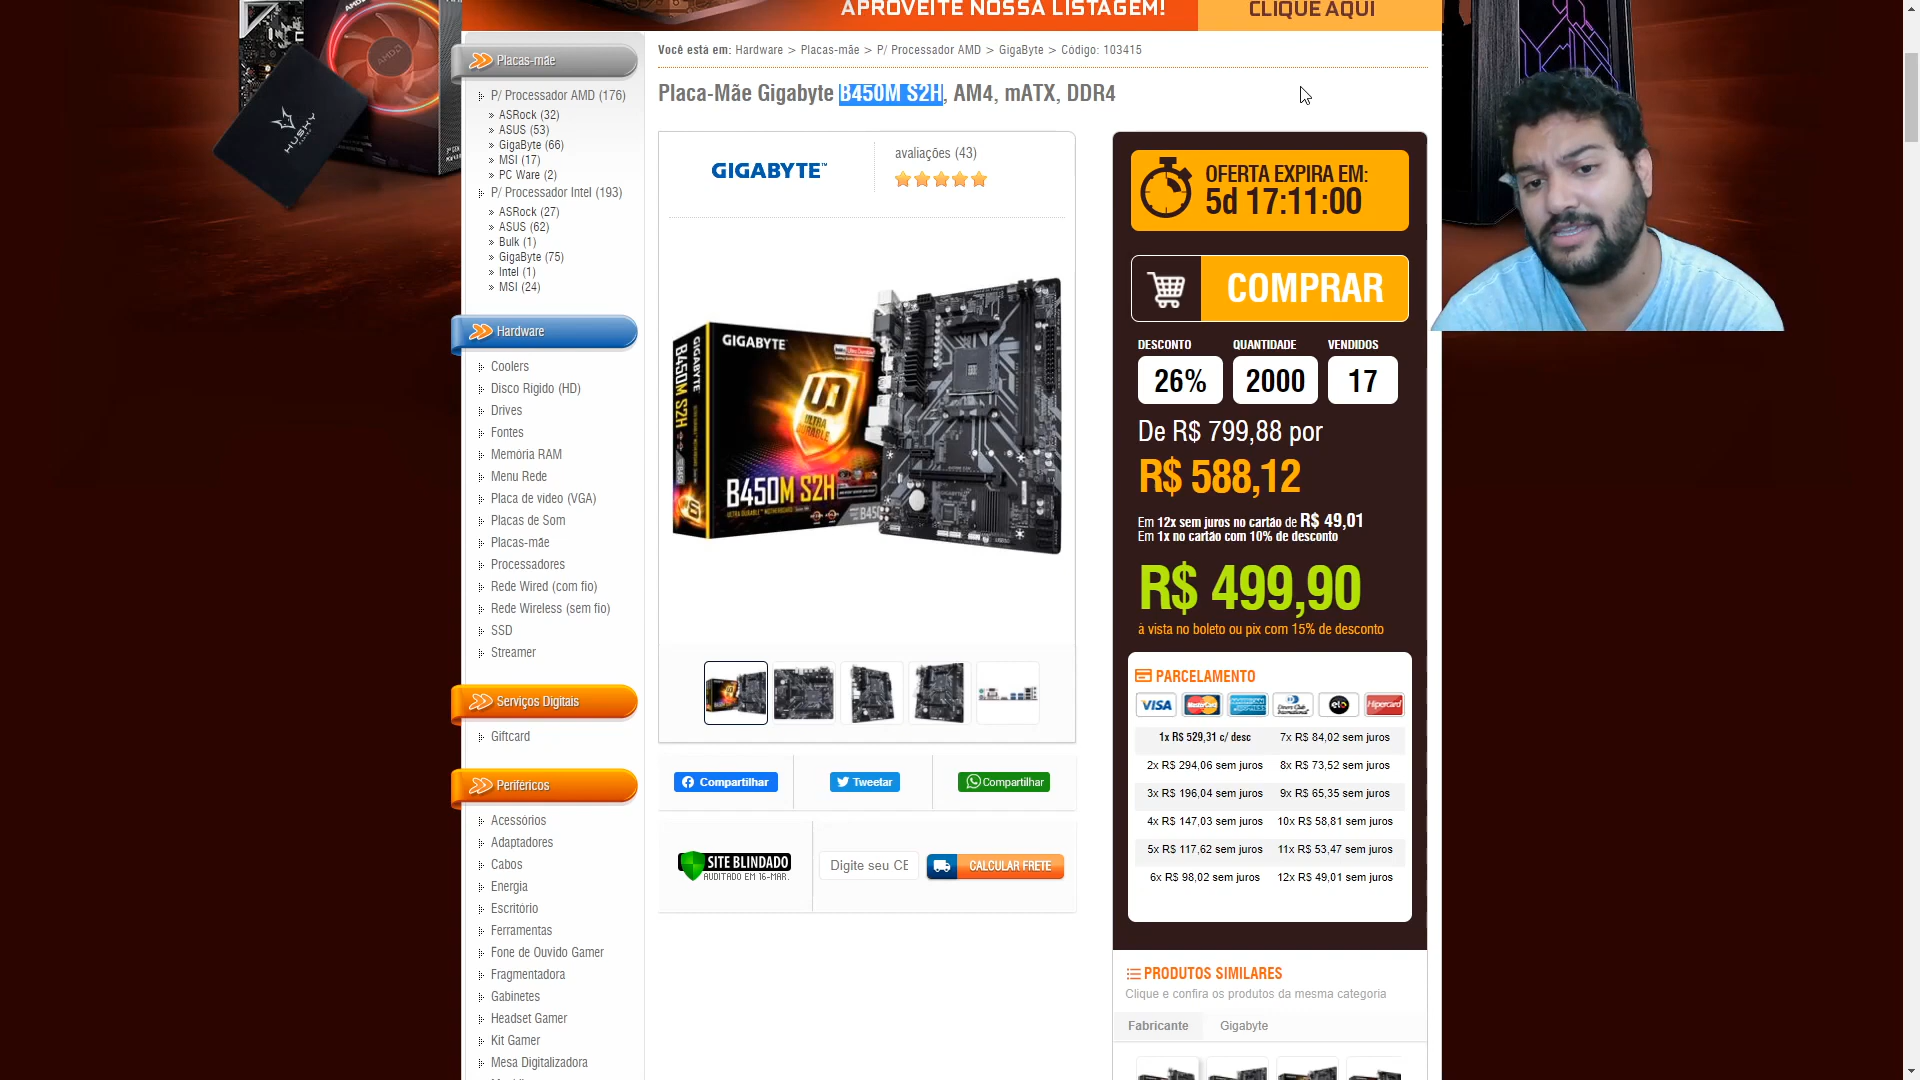 APROVEITE NOSSA LISTAGEM!
CLIQUE AQUI
AMD
HUSKY
Placas-mãe
P/ Processador AMD (176)
» ASRock (32)
» ASUS (53)
» GigaByte (66)
» MSI (17)
» PC Ware (2)
P/ Processador Intel (193)
» ASRock (27)
» ASUS (62)
» Bulk (1)
» GigaByte (75)
» Intel (1)
» MSI (24)
Hardware
Coolers
Disco Rigido (HD)
Drives
Fontes
Memória RAM
Menu Rede
Placa de video (VGA)
Placas de Som
Placas-mãe
Processadores
Rede Wired (com fio)
Rede Wireless (sem fio)
SSD
Streamer
Serviços Digitais
Giftcard
Periféricos
Acessórios
Adaptadores
Cabos
Energia
Escritório
Ferramentas
Fone de Ouvido Gamer
Fragmentadora
Gabinetes
Headset Gamer
Kit Gamer
Mesa Digitalizadora
Você está em: Hardware > Placas-mãe > P/ Processador AMD > GigaByte > Código: 103415
Placa-Mãe Gigabyte B450M S2H, AM4, mATX, DDR4
GIGABYTE™
avaliações (43)
GIGABYTE™
GIGABYTE
B450M S2H
ULTRA DURABLE
B450M S2H
ULTRA DURABLE™ MOTHERBOARD
Compartilhar
Tweetar
Compartilhar
SITE BLINDADO
AUDITADO EM 16-MAR.
Digite seu CE
CALCULAR FRETE
OFERTA EXPIRA EM:
5d 17:11:00
COMPRAR
DESCONTO QUANTIDADE VENDIDOS
26% 2000 17
De R$ 799,88 por
R$ 588,12
Em 12x sem juros no cartão de R$ 49,01
Em 1x no cartão com 10% de desconto
R$ 499,90
à vista no boleto ou pix com 15% de desconto
PARCELAMENTO
VISA MasterCard Diners Club International elo Hipercard
1x R$ 529,31 c/ desc 7x R$ 84,02 sem juros
2x R$ 294,06 sem juros 8x R$ 73,52 sem juros
3x R$ 196,04 sem juros 9x R$ 65,35 sem juros
4x R$ 147,03 sem juros 10x R$ 58,81 sem juros
5x R$ 117,62 sem juros 11x R$ 53,47 sem juros
6x R$ 98,02 sem juros 12x R$ 49,01 sem juros
PRODUTOS SIMILARES
Clique e confira os produtos da mesma categoria
Fabricante Gigabyte